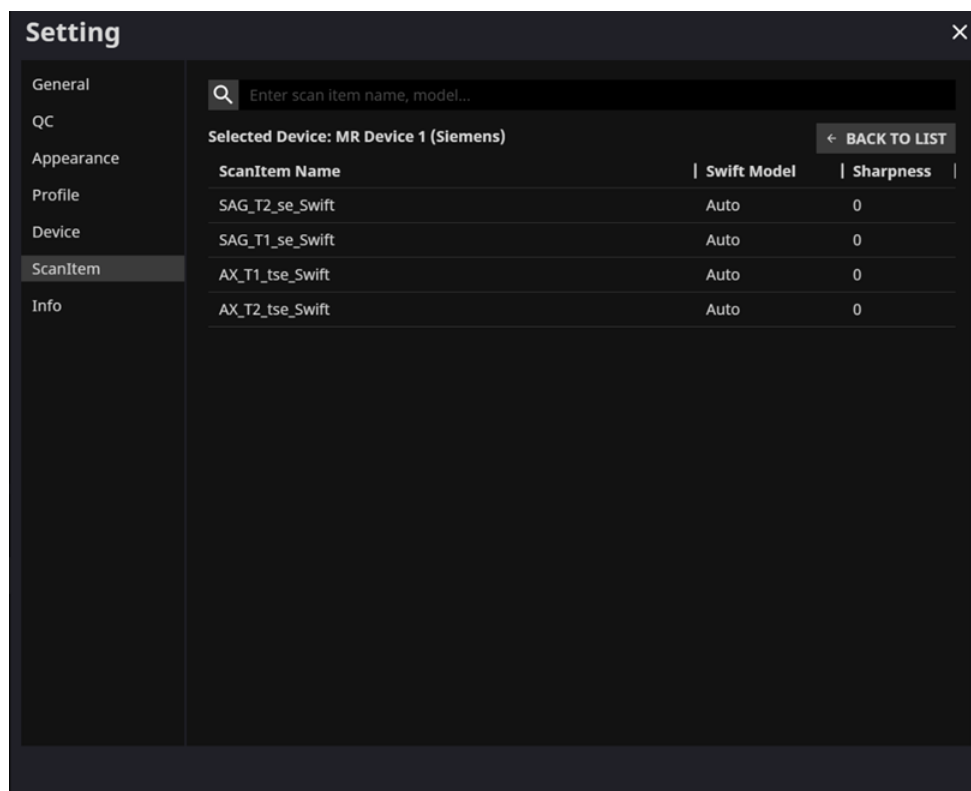 Setting
General
QC
Appearance
Profile
Device
ScanItem
Info
Enter scan item name, model...
Selected Device: MR Device 1 (Siemens)
← BACK TO LIST
ScanItem Name | Swift Model | Sharpness |
SAG_T2_se_Swift Auto 0
SAG_T1_se_Swift Auto 0
AX_T1_tse_Swift Auto 0
AX_T2_tse_Swift Auto 0